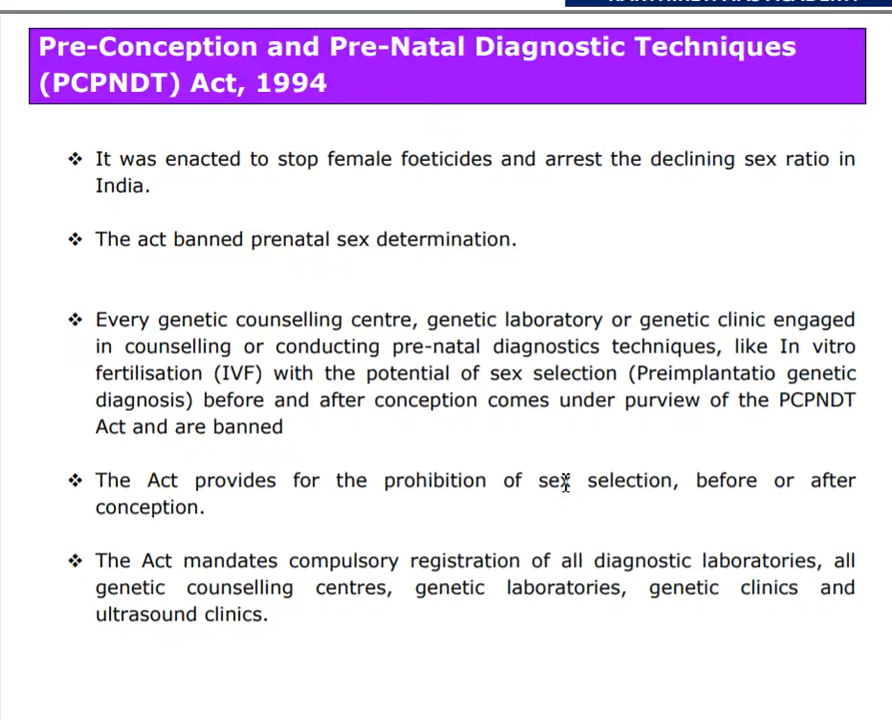 Pre-Conception and Pre-Natal Diagnostic Techniques
(PCPNDT) Act, 1994
❖ It was enacted to stop female foeticides and arrest the declining sex ratio in
India.
❖ The act banned prenatal sex determination.
❖ Every genetic counselling centre, genetic laboratory or genetic clinic engaged
in counselling or conducting pre-natal diagnostics techniques, like In vitro
fertilisation (IVF) with the potential of sex selection (Preimplantatio genetic
diagnosis) before and after conception comes under purview of the PCPNDT
Act and are banned
❖ The Act provides for the prohibition of sex selection, before or after
conception.
❖ The Act mandates compulsory registration of all diagnostic laboratories, all
genetic counselling centres, genetic laboratories, genetic clinics and
ultrasound clinics.